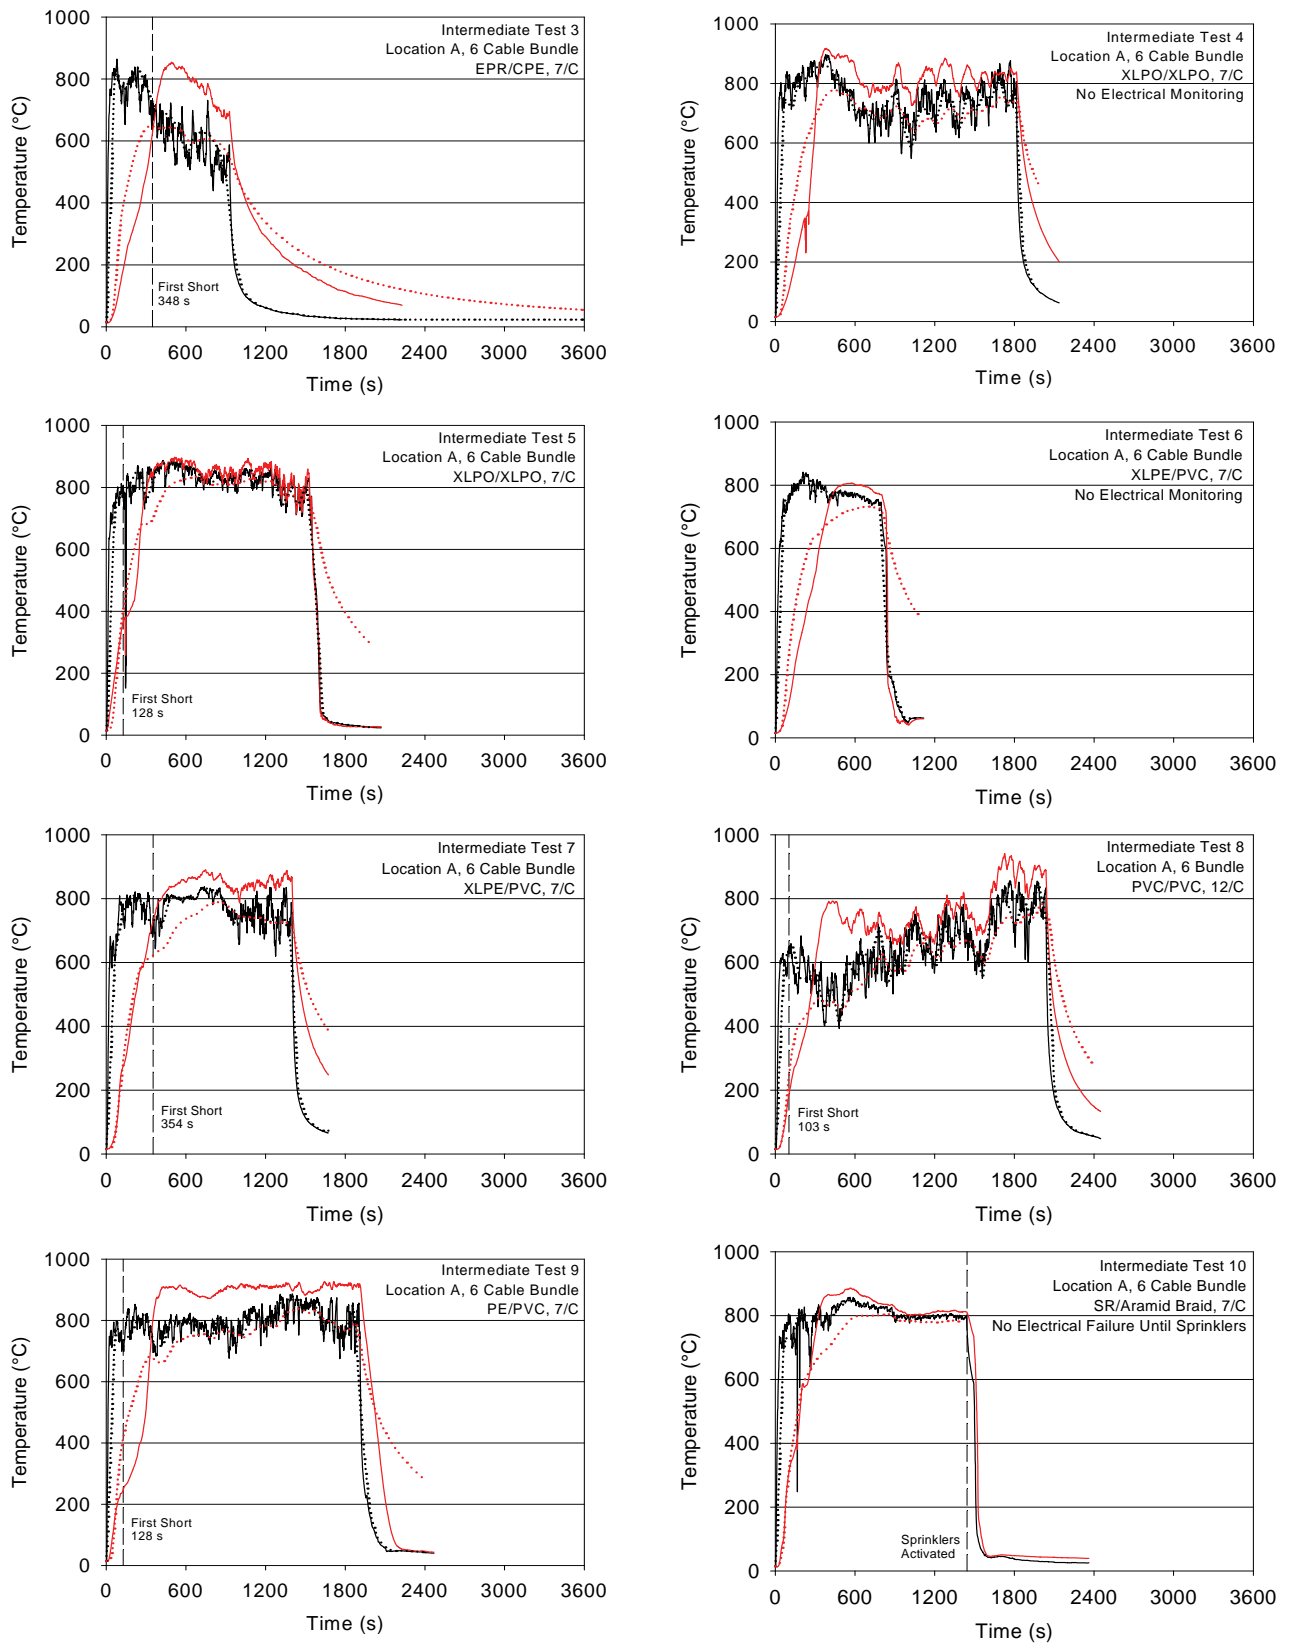 Intermediate Test 3
Location A, 6 Cable Bundle
EPR/CPE, 7/C
1000
800
600
400
200
0
Temperature (°C)
First Short
348 s
0 600 1200 1800 2400 3000 3600
Time (s)
Intermediate Test 4
Location A, 6 Cable Bundle
XLPO/XLPO, 7/C
No Electrical Monitoring
1000
800
600
400
200
0
Temperature (°C)
0 600 1200 1800 2400 3000 3600
Time (s)
Intermediate Test 5
Location A, 6 Cable Bundle
XLPO/XLPO, 7/C
1000
800
600
400
200
0
Temperature (°C)
First Short
128 s
0 600 1200 1800 2400 3000 3600
Time (s)
Intermediate Test 6
Location A, 6 Cable Bundle
XLPE/PVC, 7/C
No Electrical Monitoring
1000
800
600
400
200
0
Temperature (°C)
0 600 1200 1800 2400 3000 3600
Time (s)
Intermediate Test 7
Location A, 6 Cable Bundle
XLPE/PVC, 7/C
1000
800
600
400
200
0
Temperature (°C)
First Short
354 s
0 600 1200 1800 2400 3000 3600
Time (s)
Intermediate Test 8
Location A, 6 Bundle
PVC/PVC, 12/C
1000
800
600
400
200
0
Temperature (°C)
First Short
103 s
0 600 1200 1800 2400 3000 3600
Time (s)
Intermediate Test 9
Location A, 6 Cable Bundle
PE/PVC, 7/C
1000
800
600
400
200
0
Temperature (°C)
First Short
128 s
0 600 1200 1800 2400 3000 3600
Time (s)
Intermediate Test 10
Location A, 6 Cable Bundle
SR/Aramid Braid, 7/C
No Electrical Failure Until Sprinklers
1000
800
600
400
200
0
Temperature (°C)
Sprinklers
Activated
0 600 1200 1800 2400 3000 3600
Time (s)